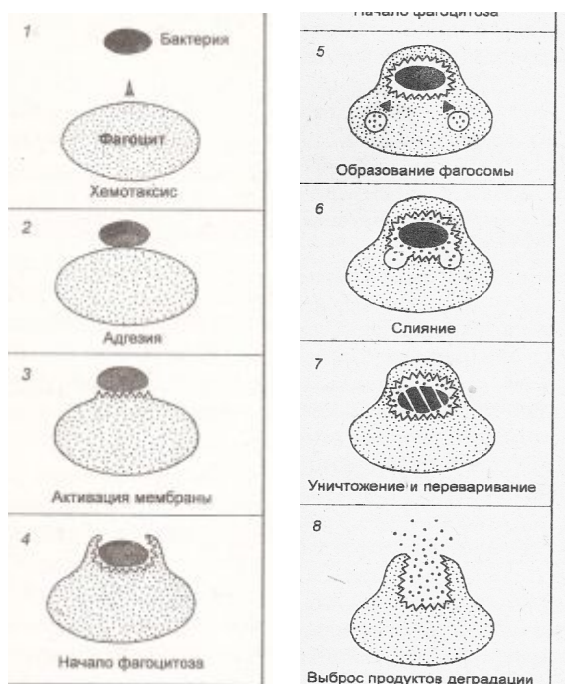 1
Бактерия
Фагоцит
Хемотаксис
2
Адгезия
3
Активация мембраны
4
Начало фагоцитоза
Начало фагоцитоза
5
Образование фагосомы
6
Слияние
7
Уничтожение и переваривание
8
Выброс продуктов деградации